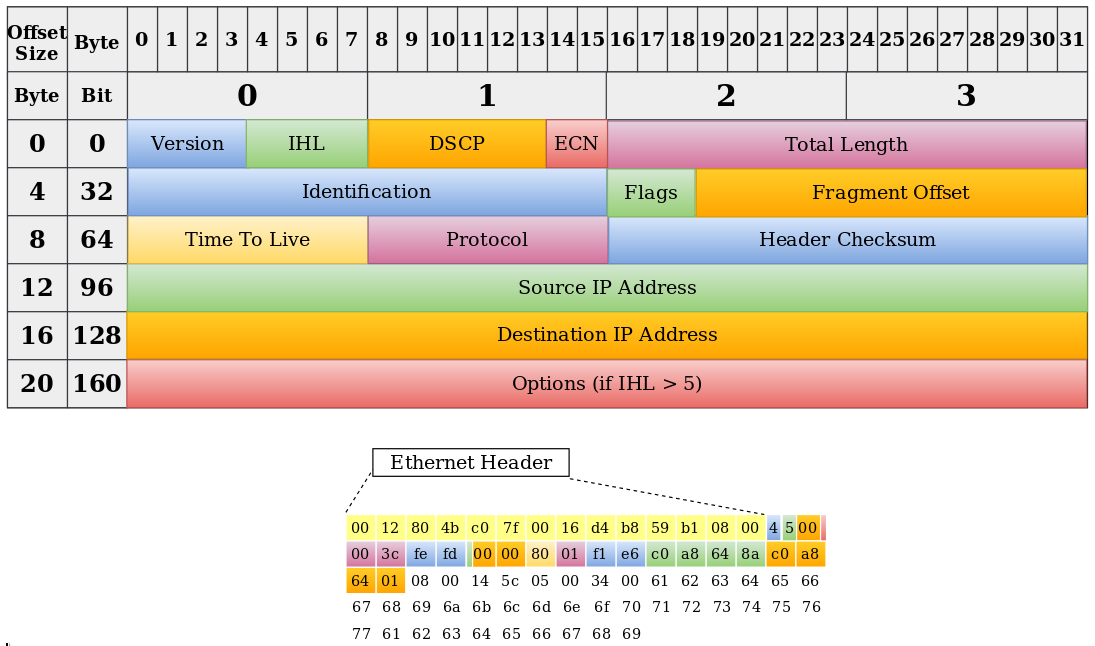 Offset Size Byte 0 1 2 3 4 5 6 7 8 9 10 11 12 13 14 15 16 17 18 19 20 21 22 23 24 25 26 27 28 29 30 31
Byte Bit 0 1 2 3
0 0 Version IHL DSCP ECN Total Length
4 32 Identification Flags Fragment Offset
8 64 Time To Live Protocol Header Checksum
12 96 Source IP Address
16 128 Destination IP Address
20 160 Options (if IHL > 5)
Ethernet Header
00 12 80 4b c0 7f 00 16 d4 b8 59 b1 08 00 4 5 00
00 3c fe fd 00 00 80 01 f1 e6 c0 a8 64 8a c0 a8
64 01 08 00 14 5c 05 00 34 00 61 62 63 64 65 66
67 68 69 6a 6b 6c 6d 6e 6f 70 71 72 73 74 75 76
77 61 62 63 64 65 66 67 68 69